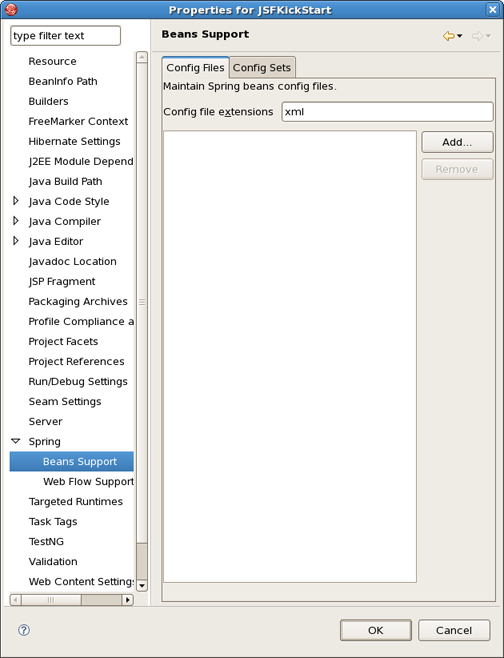 Properties for JSFKickStart
type filter text
Beans Support
Resource
BeanInfo Path
Builders
FreeMarker Context
Hibernate Settings
J2EE Module Depend
Java Build Path
Java Code Style
Java Compiler
Java Editor
Javadoc Location
JSP Fragment
Packaging Archives
Profile Compliance a
Project Facets
Project References
Run/Debug Settings
Seam Settings
Server
Spring
Beans Support
Web Flow Support
Targeted Runtimes
Task Tags
TestNG
Validation
Web Content Settings
Config Files
Config Sets
Maintain Spring beans config files.
Config file extensions
xml
Add...
Remove
?
OK
Cancel